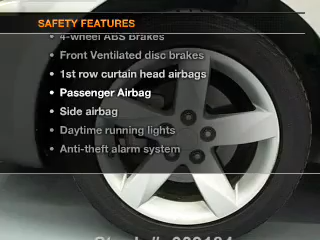 SAFETY FEATURES
• 4-wheel ABS Brakes
• Front Ventilated disc brakes
• 1st row curtain head airbags
• Passenger Airbag
• Side airbag
• Daytime running lights
• Anti-theft alarm system